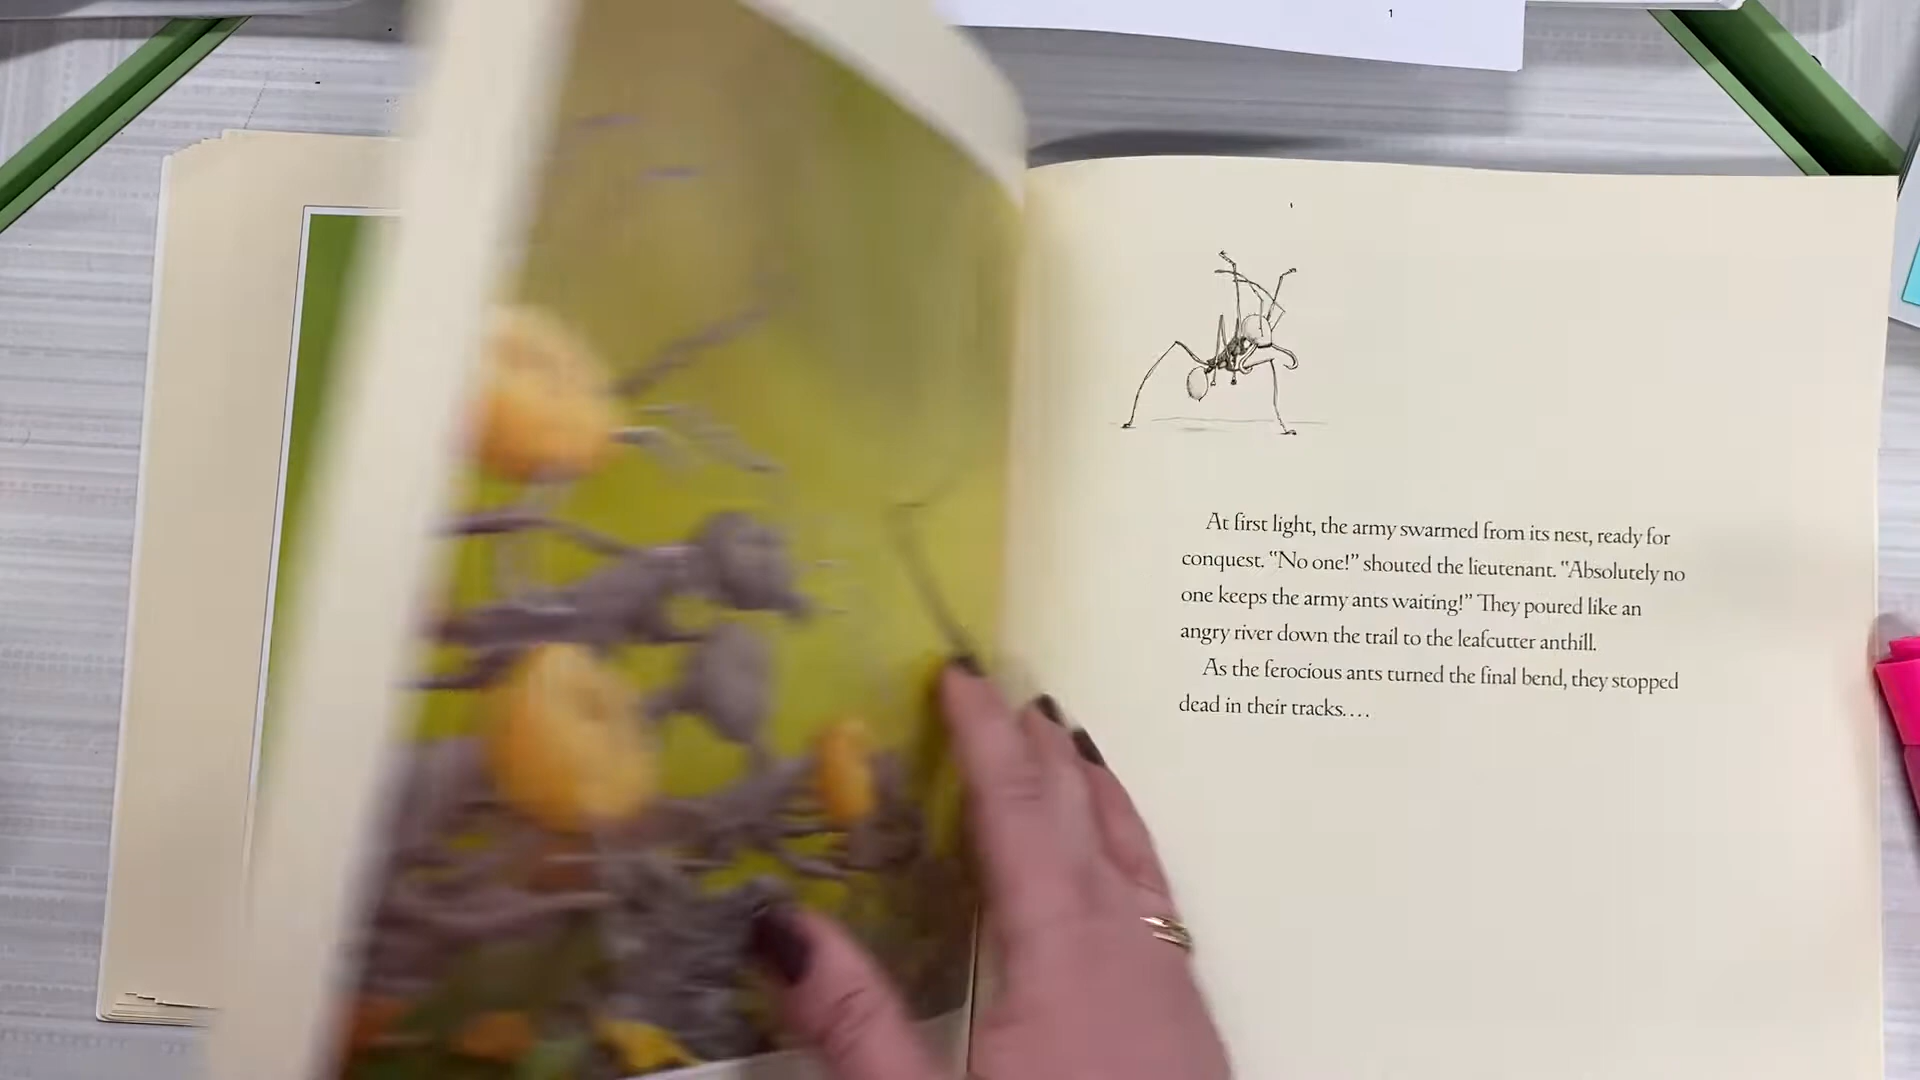 1
At first light, the army swarmed from its nest, ready for
conquest. “No one!” shouted the lieutenant. “Absolutely no
one keeps the army ants waiting!” They poured like an
angry river down the trail to the leafcutter anthill.
As the ferocious ants turned the final bend, they stopped
dead in their tracks....